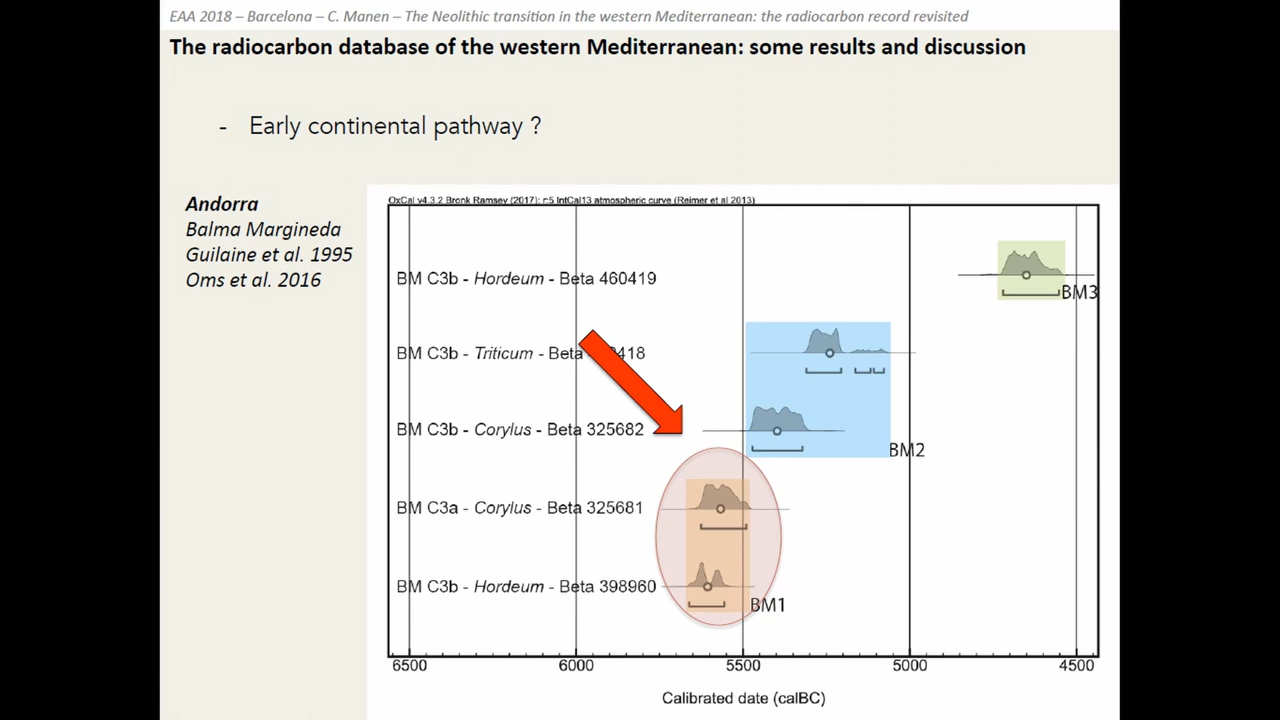 EAA 2018 – Barcelona – C. Manen – The Neolithic transition in the western Mediterranean: the radiocarbon record revisited
The radiocarbon database of the western Mediterranean: some results and discussion
- Early continental pathway ?
Andorra
Balma Margineda
Guilaine et al. 1995
Oms et al. 2016
OxCal v4.3.2 Bronk Ramsey (2017); r:5 IntCal13 atmospheric curve (Reimer et al 2013)
BM C3b - Hordeum - Beta 460419
BM3
BM C3b - Triticum - Beta 418
BM C3b - Corylus - Beta 325682
BM2
BM C3a - Corylus - Beta 325681
BM C3b - Hordeum - Beta 398960
BM1
6500 6000 5500 5000 4500
Calibrated date (calBC)